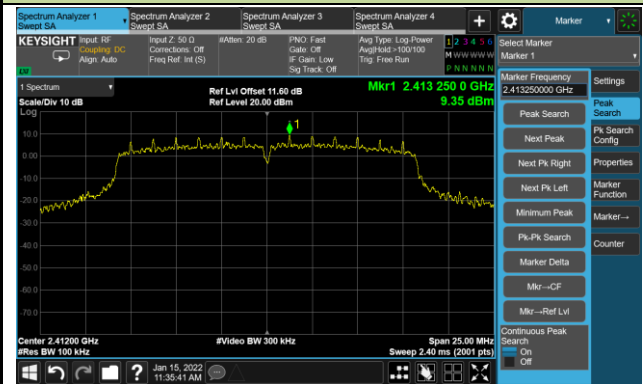 Spectrum Analyzer 1
Swept SA
Spectrum Analyzer 2
Swept SA
Spectrum Analyzer 3
Swept SA
Spectrum Analyzer 4
Swept SA
Marker
KEYSIGHT
Input: RF
Coupling: DC
Align: Auto
Input Z: 50 Ω
Corrections: Off
Freq Ref: Int (S)
#Atten: 20 dB
PNO: Fast
Gate: Off
IF Gain: Low
Sig Track: Off
Avg Type: Log-Power
Avg|Hold >100/100
Trig: Free Run
1 2 3 4 5 6
M W W W W W
P N N N N N
Select Marker
Marker 1
1 Spectrum
Scale/Div 10 dB
Log
Ref Lvl Offset 11.60 dB
Ref Level 20.00 dBm
Mkr1 2.413 250 0 GHz
9.35 dBm
1
10.0
0.00
-10.0
-20.0
-30.0
-40.0
-50.0
-60.0
-70.0
Center 2.41200 GHz
#Res BW 100 kHz
#Video BW 300 kHz
Span 25.00 MHz
Sweep 2.40 ms (2001 pts)
Marker Frequency
2.413250000 GHz
Peak Search
Next Peak
Next Pk Right
Next Pk Left
Minimum Peak
Pk-Pk Search
Marker Delta
Mkr→CF
Mkr→Ref Lvl
Continuous Peak
Search
On
Off
Settings
Peak
Search
Pk Search
Config
Properties
Marker
Function
Marker→
Counter
Jan 15, 2022
11:35:41 AM